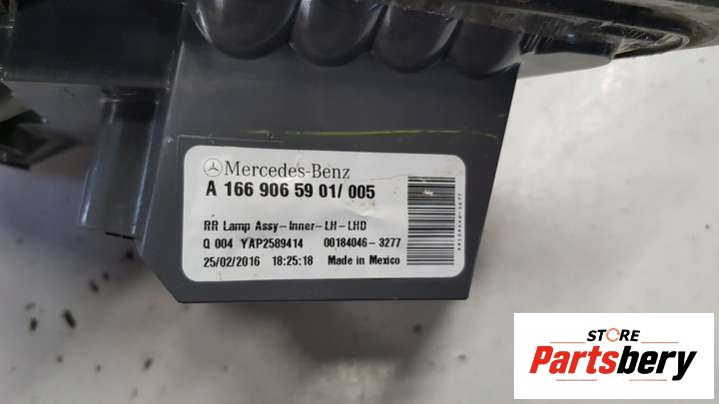 Mercedes-Benz
A 166 906 59 01/ 005
RR Lamp Assy-Inner-LH-LHD
Q 004 YAP2589414 00184046-3277
25/02/2016 18:25:18 Made in Mexico
STORE
Partsbery